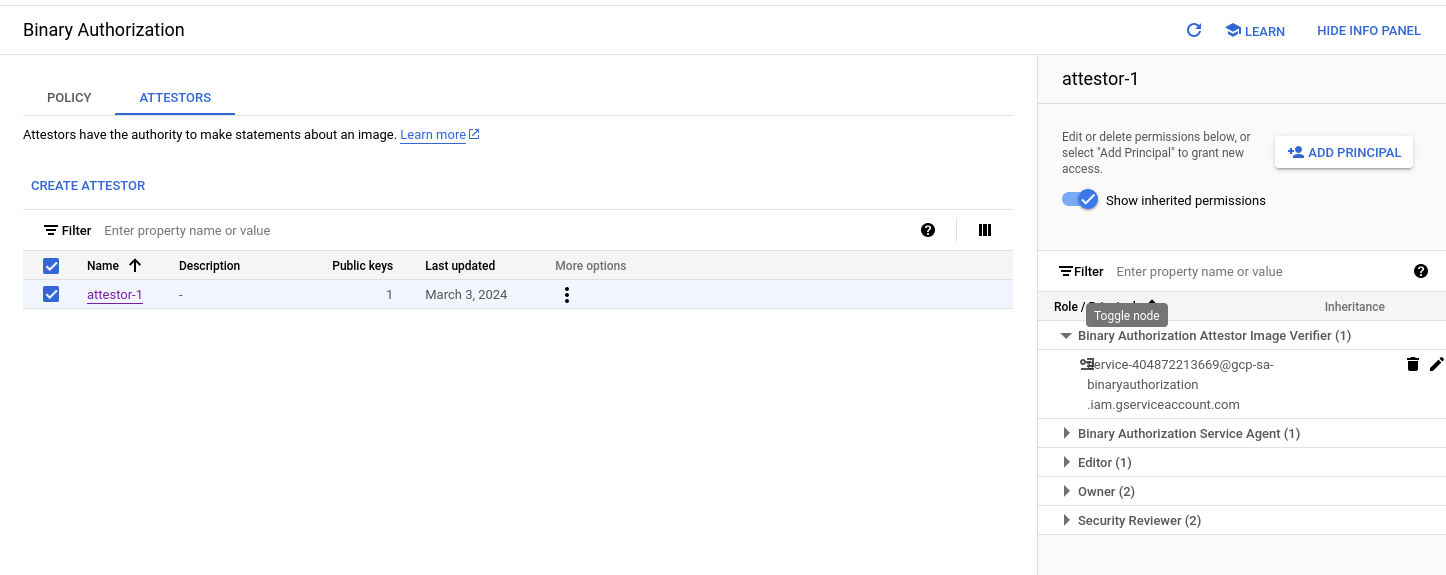 Binary Authorization
LEARN
HIDE INFO PANEL
POLICY
ATTESTORS
Attestors have the authority to make statements about an image. Learn more
CREATE ATTESTOR
Filter Enter property name or value
Name Description Public keys Last updated More options
attestor-1 - 1 March 3, 2024
attestor-1
Edit or delete permissions below, or
select "Add Principal" to grant new
access.
ADD PRINCIPAL
Show inherited permissions
Filter Enter property name or value
Role / Inheritance
Toggle node
Binary Authorization Attestor Image Verifier (1)
service-404872213669@gcp-sa-
binaryauthorization
.iam.gserviceaccount.com
Binary Authorization Service Agent (1)
Editor (1)
Owner (2)
Security Reviewer (2)